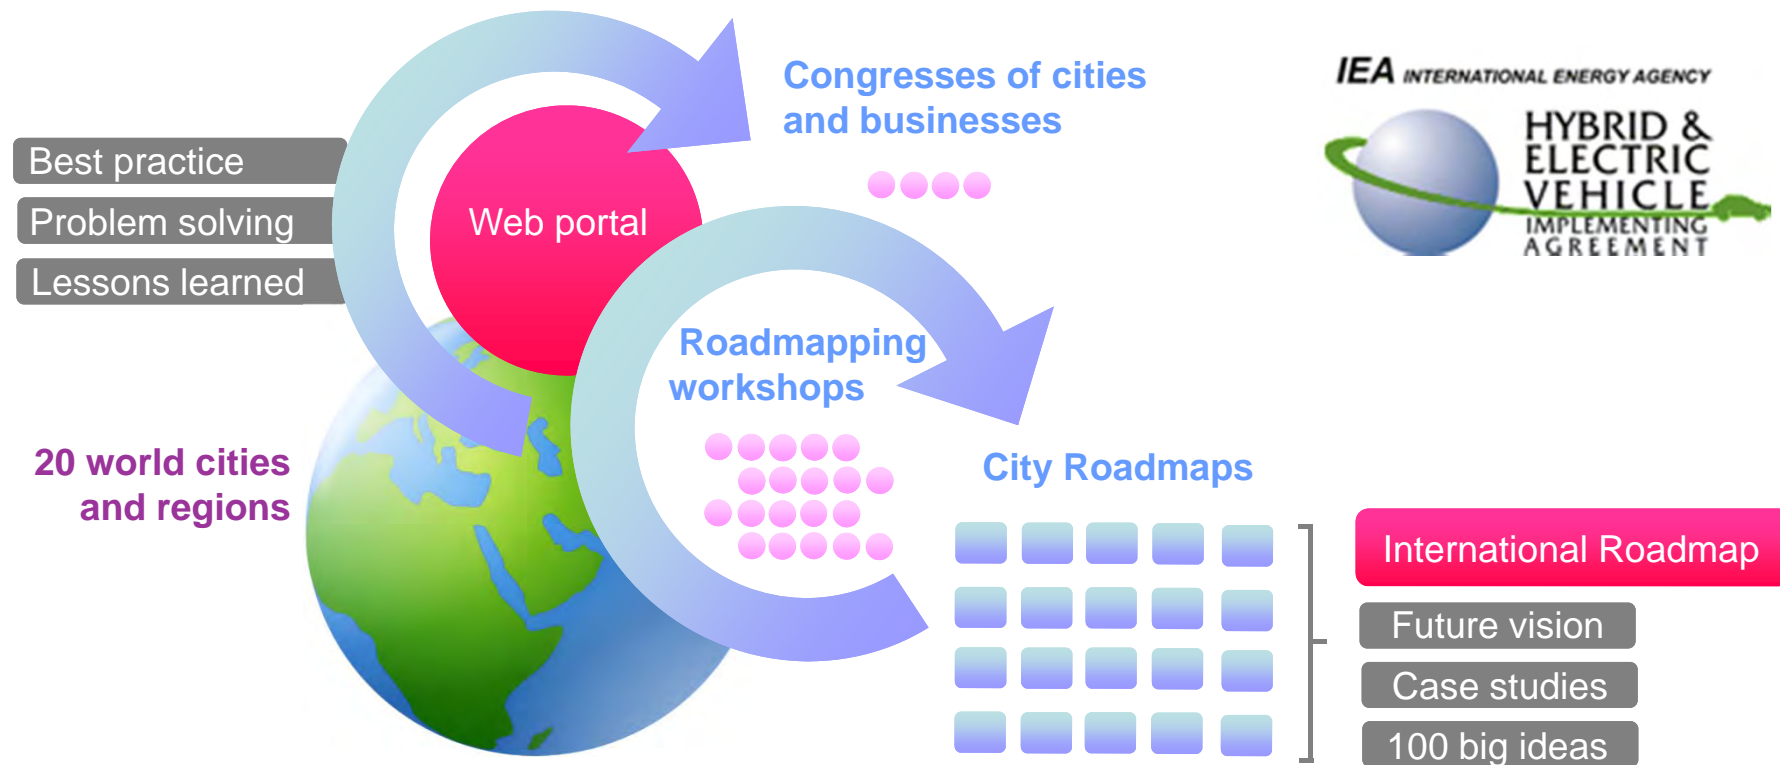 Congresses of cities
and businesses
IEA INTERNATIONAL ENERGY AGENCY
HYBRID &
ELECTRIC
VEHICLE
IMPLEMENTING
AGREEMENT
Best practice
Problem solving
Lessons learned
Web portal
Roadmapping
workshops
20 world cities
and regions
City Roadmaps
International Roadmap
Future vision
Case studies
100 big ideas